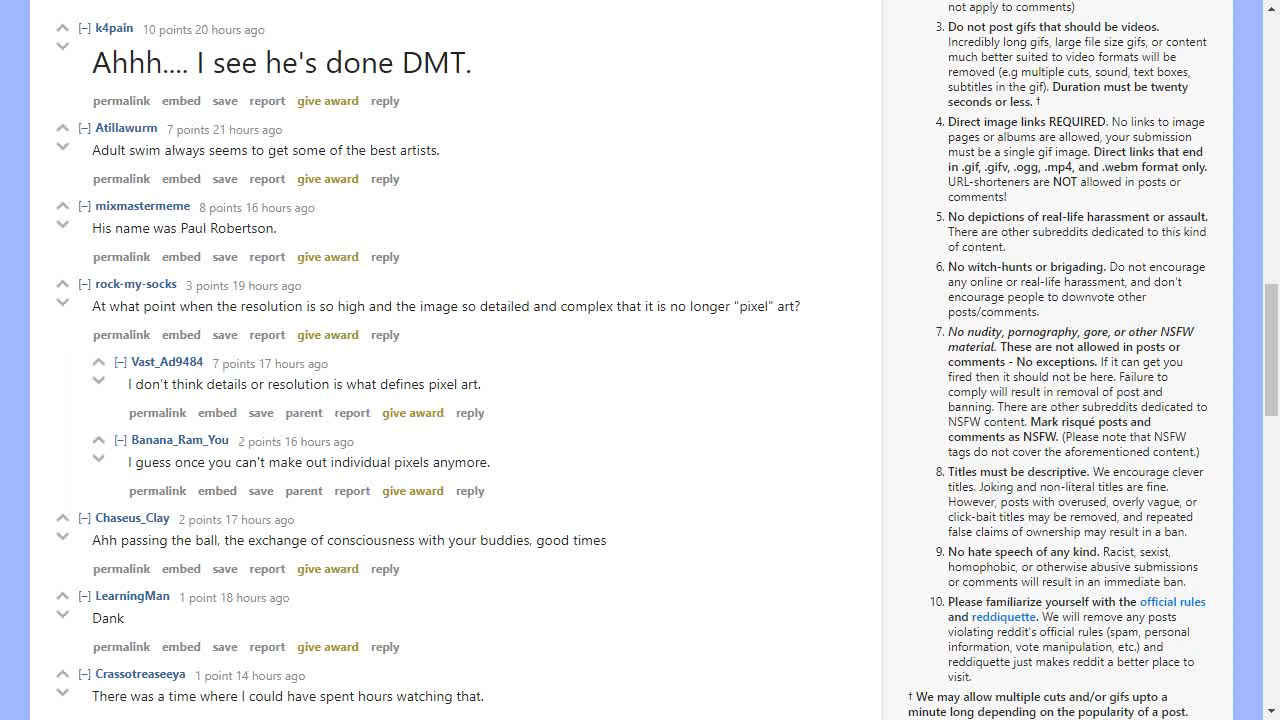 [–] k4pain 10 points 20 hours ago
Ahhh.... I see he's done DMT.
permalink embed save report give award reply
[–] Atillawurm 7 points 21 hours ago
Adult swim always seems to get some of the best artists.
permalink embed save report give award reply
[–] mixmastermeme 8 points 16 hours ago
His name was Paul Robertson.
permalink embed save report give award reply
[–] rock-my-socks 3 points 19 hours ago
At what point when the resolution is so high and the image so detailed and complex that it is no longer "pixel" art?
permalink embed save report give award reply
[–] Vast_Ad9484 7 points 17 hours ago
I don't think details or resolution is what defines pixel art.
permalink embed save parent report give award reply
[–] Banana_Ram_You 2 points 16 hours ago
I guess once you can't make out individual pixels anymore.
permalink embed save parent report give award reply
[–] Chaseus_Clay 2 points 17 hours ago
Ahh passing the ball, the exchange of consciousness with your buddies, good times
permalink embed save report give award reply
[–] LearningMan 1 point 18 hours ago
Dank
permalink embed save report give award reply
[–] Crassotreaseeya 1 point 14 hours ago
There was a time where I could have spent hours watching that.
not apply to comments)
3. Do not post gifs that should be videos.
Incredibly long gifs, large file size gifs, or content
much better suited to video formats will be
removed (e.g multiple cuts, sound, text boxes,
subtitles in the gif). Duration must be twenty
seconds or less. †
4. Direct image links REQUIRED. No links to image
pages or albums are allowed, your submission
must be a single gif image. Direct links that end
in .gif, .gifv, .ogg, .mp4, and .webm format only.
URL-shorteners are NOT allowed in posts or
comments!
5. No depictions of real-life harassment or assault.
There are other subreddits dedicated to this kind
of content.
6. No witch-hunts or brigading. Do not encourage
any online or real-life harassment, and don't
encourage people to downvote other
posts/comments.
7. No nudity, pornography, gore, or other NSFW
material. These are not allowed in posts or
comments - No exceptions. If it can get you
fired then it should not be here. Failure to
comply will result in removal of post and
banning. There are other subreddits dedicated to
NSFW content. Mark risqué posts and
comments as NSFW. (Please note that NSFW
tags do not cover the aforementioned content.)
8. Titles must be descriptive. We encourage clever
titles. Joking and non-literal titles are fine.
However, posts with overused, overly vague, or
click-bait titles may be removed, and repeated
false claims of ownership may result in a ban.
9. No hate speech of any kind. Racist, sexist,
homophobic, or otherwise abusive submissions
or comments will result in an immediate ban.
10. Please familiarize yourself with the official rules
and reddiquette. We will remove any posts
violating reddit's official rules (spam, personal
information, vote manipulation, etc.) and
reddiquette just makes reddit a better place to
visit.
† We may allow multiple cuts and/or gifs upto a
minute long depending on the popularity of a post.